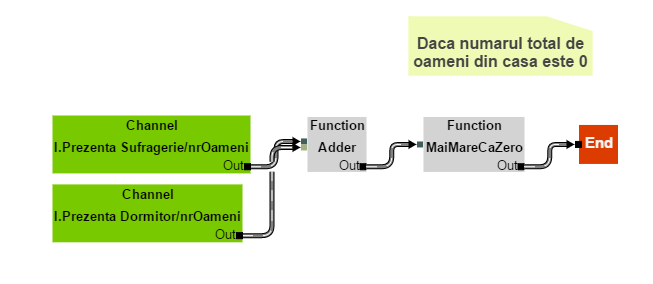 Daca numarul total de
oameni din casa este 0
Channel
I.Prezenta Sufragerie/nrOameni
Out
Function
Adder
Out
Function
MaiMareCaZero
Out
End
Channel
I.Prezenta Dormitor/nrOameni
Out